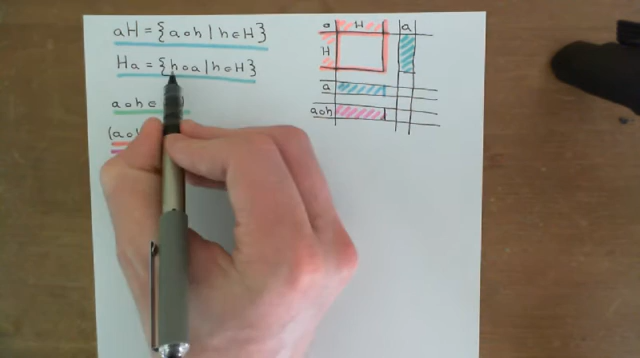 aH = {a∘h | h∈H}
Ha = {h∘a | h∈H}
a∘h ∈
(a∘
∘ H a
H
a
a∘h